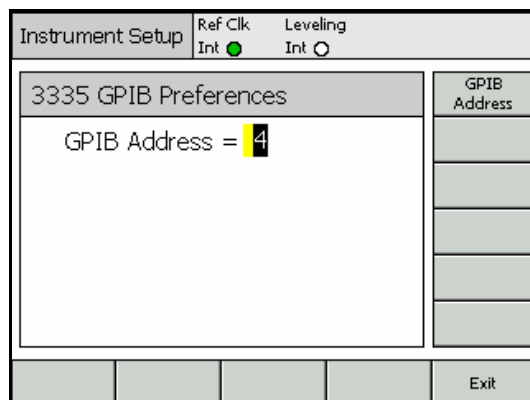 Instrument Setup
Ref Clk
Int
Leveling
Int
3335 GPIB Preferences
GPIB Address = 4
GPIB
Address
Exit